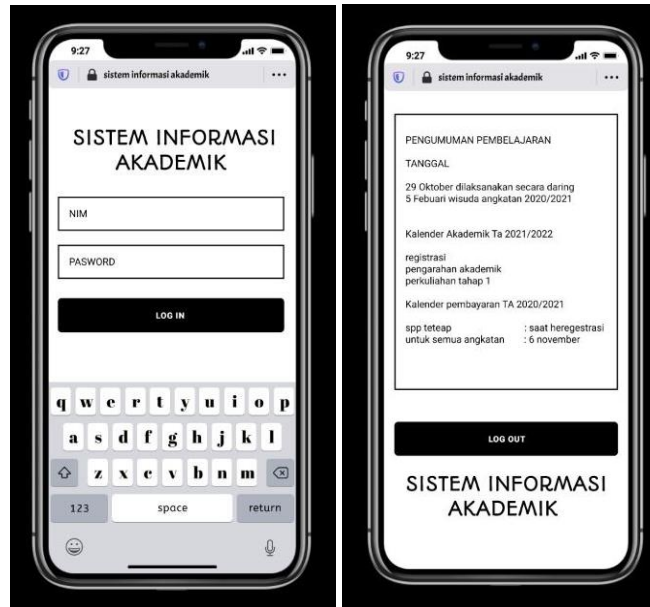 9:27
sistem informasi akademik
SISTEM INFORMASI
AKADEMIK
NIM
PASWORD
LOG IN
q w e r t y u i o p
a s d f g h j k l
z x c v b n m
123 space return
9:27
sistem informasi akademik
PENGUMUMAN PEMBELAJARAN
TANGGAL
29 Oktober dilaksanakan secara daring
5 Febuari wisuda angkatan 2020/2021
Kalender Akademik Ta 2021/2022
registrasi
pengarahan akademik
perkuliahan tahap 1
Kalender pembayaran TA 2020/2021
spp teteap : saat heregestrasi
untuk semua angkatan : 6 november
LOG OUT
SISTEM INFORMASI
AKADEMIK